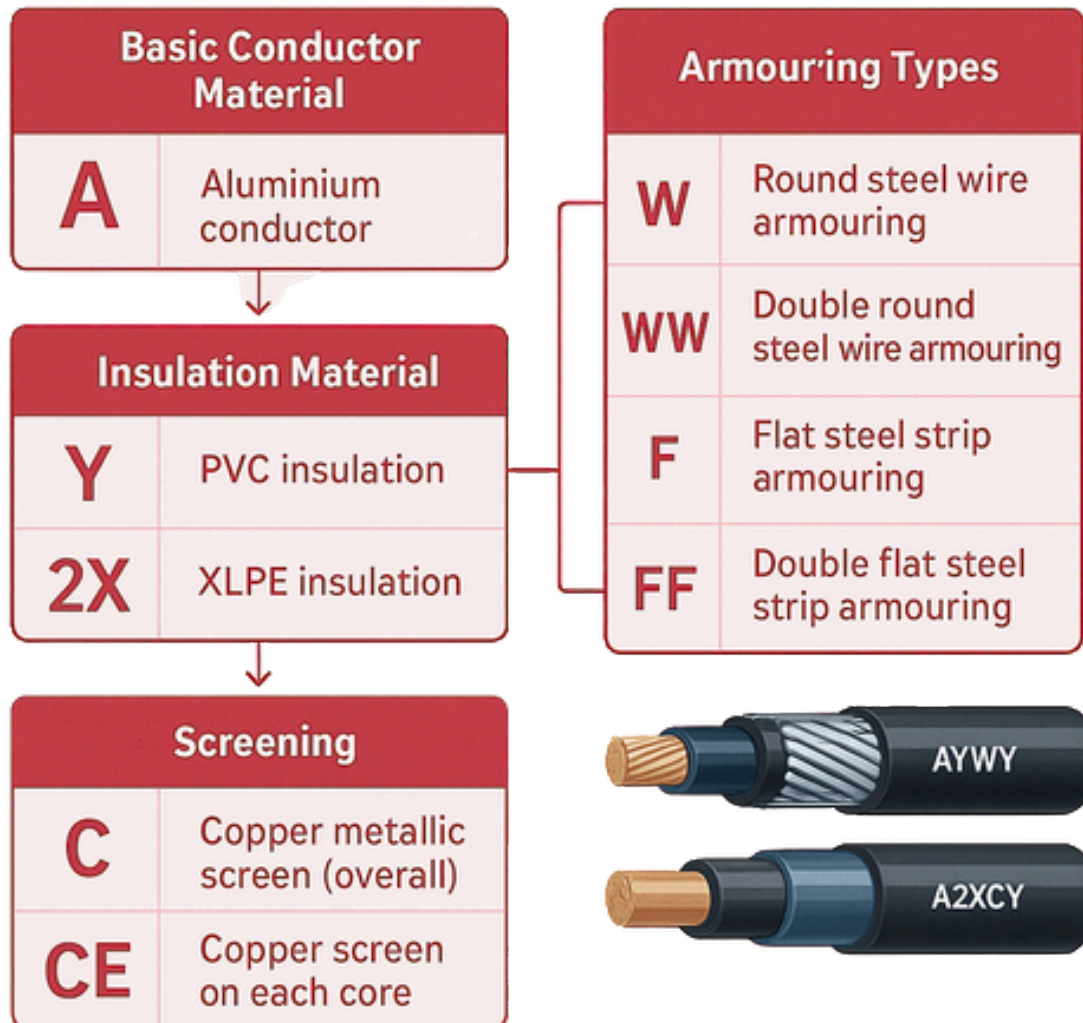 Basic Conductor
Material
A
Aluminium
conductor
Insulation Material
Y
PVC insulation
2X
XLPE insulation
Screening
C
Copper metallic
screen (overall)
CE
Copper screen
on each core
Armour'ing Types
W
Round steel wire
armouring
WW
Double round
steel wire armouring
F
Flat steel strip
armouring
FF
Double flat steel
strip armouring
AYWY
A2XCY